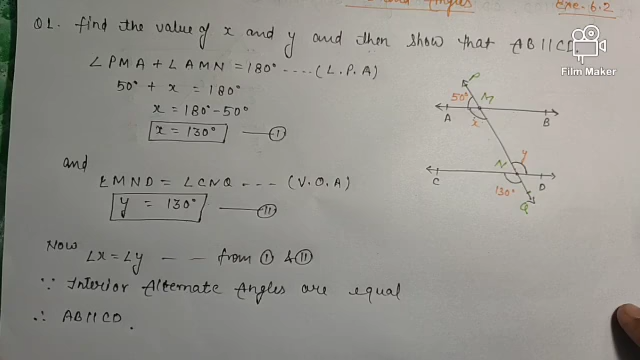 and Angles
Exe. 6.2
Q1. find the value of x and y and then show that AB||CD.
Film Maker
∠PMA + ∠AMN = 180° ....(L.P.A)
50° + x = 180°
x = 180° - 50°
x = 130° — I
and
∠MND = ∠CNQ --- (V.O.A)
y = 130° — II
Now
∠x = ∠y — — from I & II
∵ Interior Alternate Angles are equal
∴ AB||CD.
P
50°
M
A
x
B
N
y
C
D
130°
Q